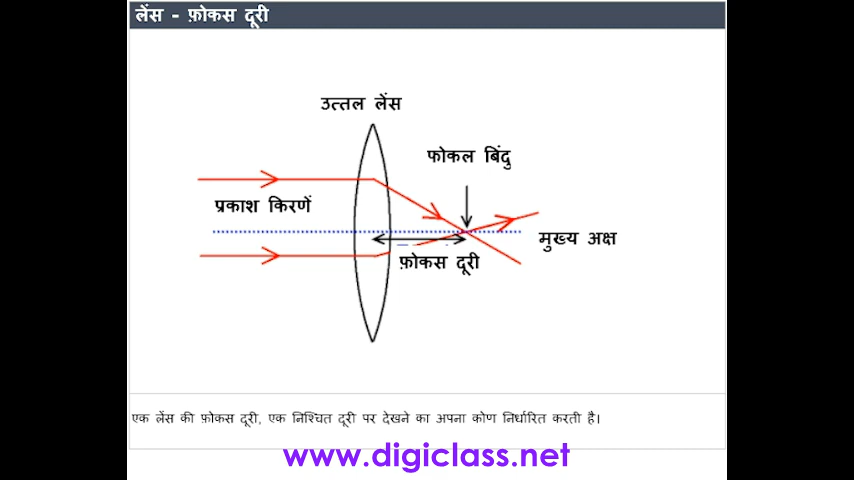 लेंस - फ़ोकस दूरी
उत्तल लेंस
फोकल बिंदु
प्रकाश किरणें
मुख्य अक्ष
फ़ोकस दूरी
एक लेंस की फ़ोकस दूरी, एक निश्चित दूरी पर देखने का अपना कोण निर्धारित करती है।
www.digiclass.net